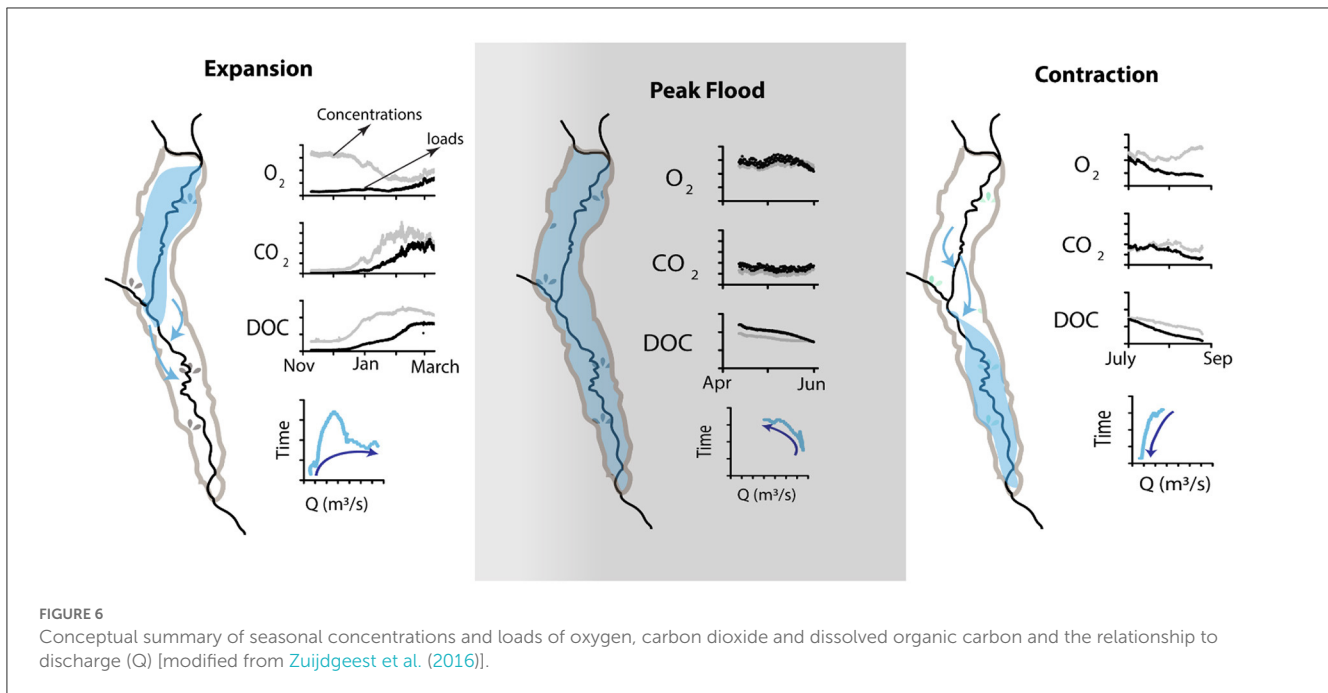 Expansion
Concentrations
loads
O2
CO2
DOC
Nov
Jan
March
Time
Q (m³/s)
Peak Flood
O2
CO2
DOC
Apr
Jun
Time
Q (m³/s)
Contraction
O2
CO2
DOC
July
Sep
Time
Q (m³/s)
FIGURE 6
Conceptual summary of seasonal concentrations and loads of oxygen, carbon dioxide and dissolved organic carbon and the relationship to
discharge (Q) [modified from Zuijdgeest et al. (2016)].